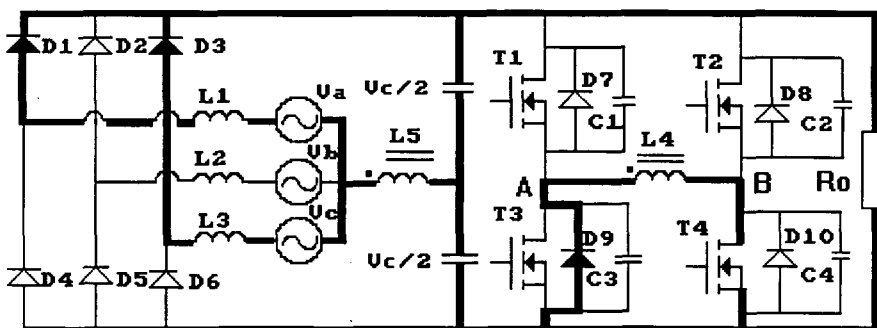 D1 D2 D3
L1 Va
L2 Vb
L3 Vc
D4 D5 D6
L5
Vc/2
Vc/2
T1 D7 C1
T2 D8 C2
A L4 B Ro
T3 D9 C3
T4 D10 C4